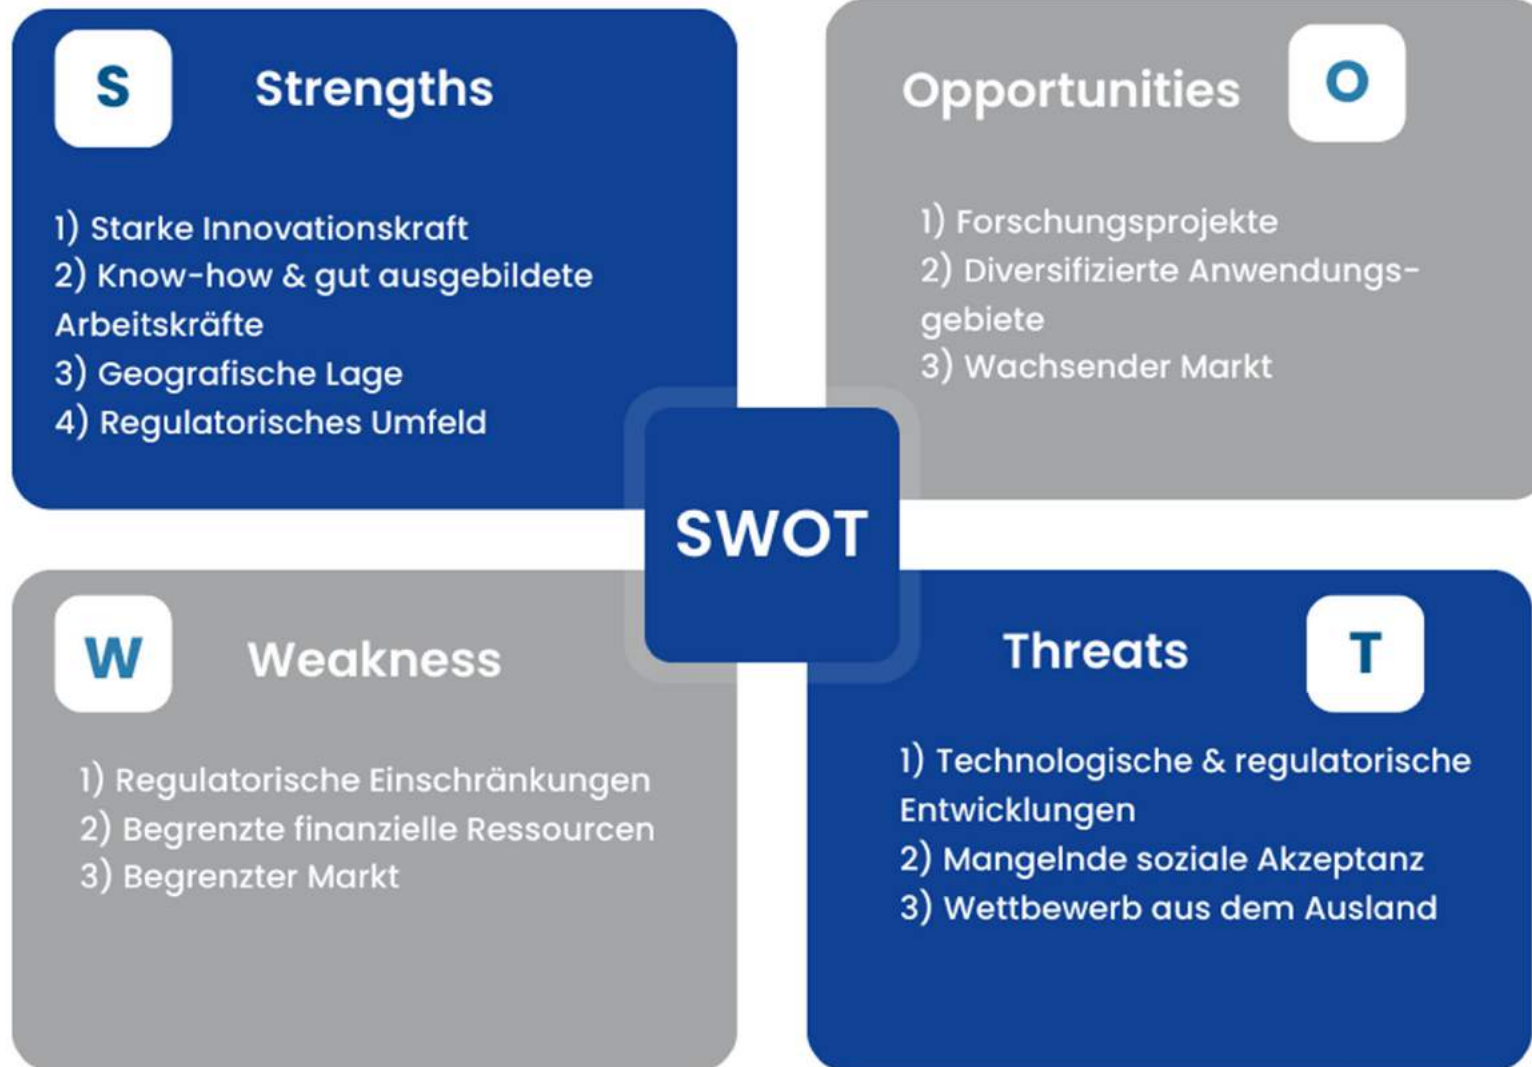 S
Strengths
1) Starke Innovationskraft
2) Know-how & gut ausgebildete
Arbeitskräfte
3) Geografische Lage
4) Regulatorisches Umfeld
Opportunities
O
1) Forschungsprojekte
2) Diversifizierte Anwendungs-
gebiete
3) Wachsender Markt
SWOT
W
Weakness
1) Regulatorische Einschränkungen
2) Begrenzte finanzielle Ressourcen
3) Begrenzter Markt
Threats
T
1) Technologische & regulatorische
Entwicklungen
2) Mangelnde soziale Akzeptanz
3) Wettbewerb aus dem Ausland